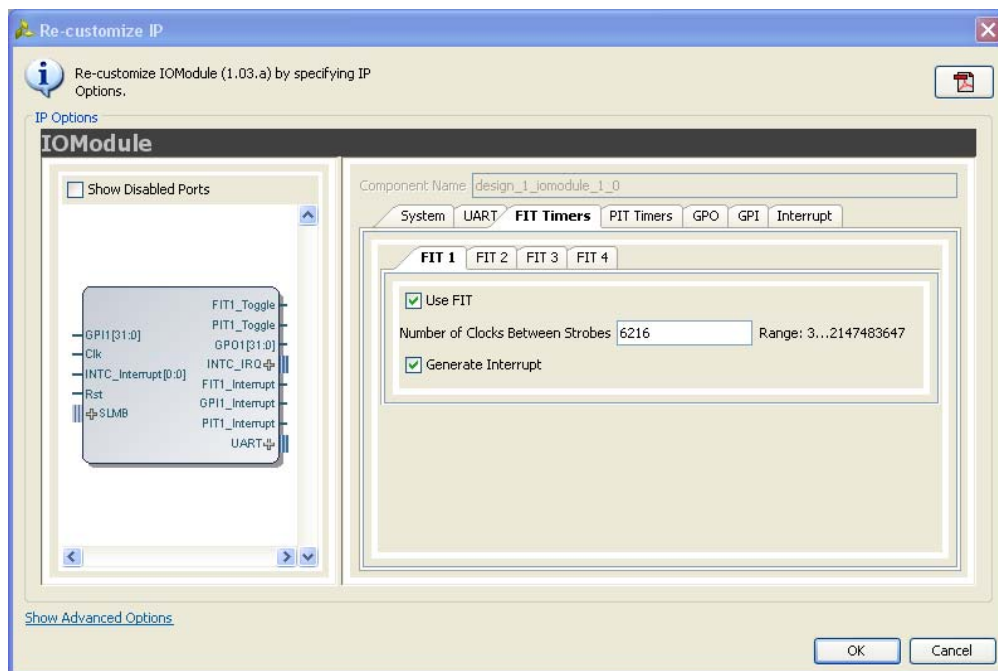 Re-customize IP
Re-customize IOModule (1.03.a) by specifying IP
Options.
IP Options
IOModule
Show Disabled Ports
GPI1[31:0]
Clk
INTC_Interrupt[0:0]
Rst
SLMB
FIT1_Toggle
PIT1_Toggle
GPO1[31:0]
INTC_IRQ
FIT1_Interrupt
GPI1_Interrupt
PIT1_Interrupt
UART
Component Name design_1_iomodule_1_0
System UART FIT Timers PIT Timers GPO GPI Interrupt
FIT 1 FIT 2 FIT 3 FIT 4
Use FIT
Number of Clocks Between Strobes 6216 Range: 3...2147483647
Generate Interrupt
Show Advanced Options
OK Cancel